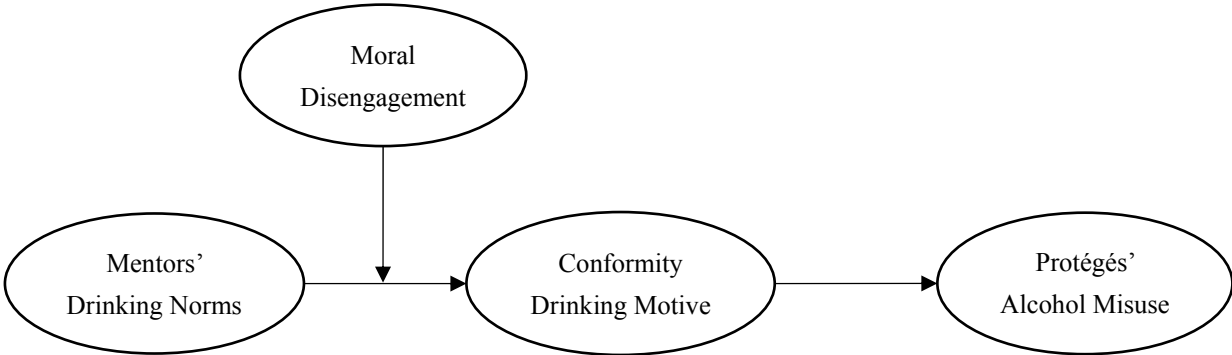 Moral
Disengagement
Mentors’
Drinking Norms
Conformity
Drinking Motive
Protégés’
Alcohol Misuse